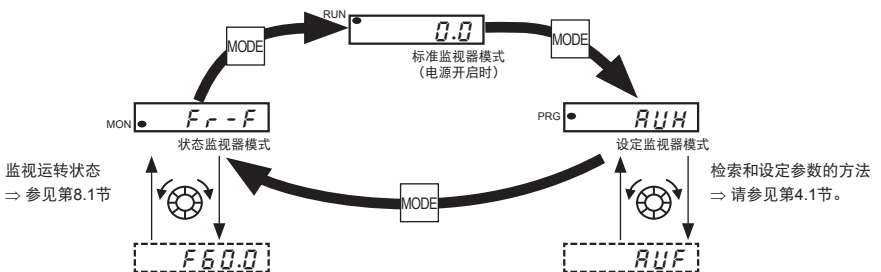 RUN
0.0
MODE
MODE
标准监视器模式
（电源开启时）
MON
Fr-F
PRG
AUH
状态监视器模式
设定监视器模式
监视运转状态
⇒ 参见第8.1节
检索和设定参数的方法
⇒ 请参见第4.1节。
MODE
F60.0
AUF